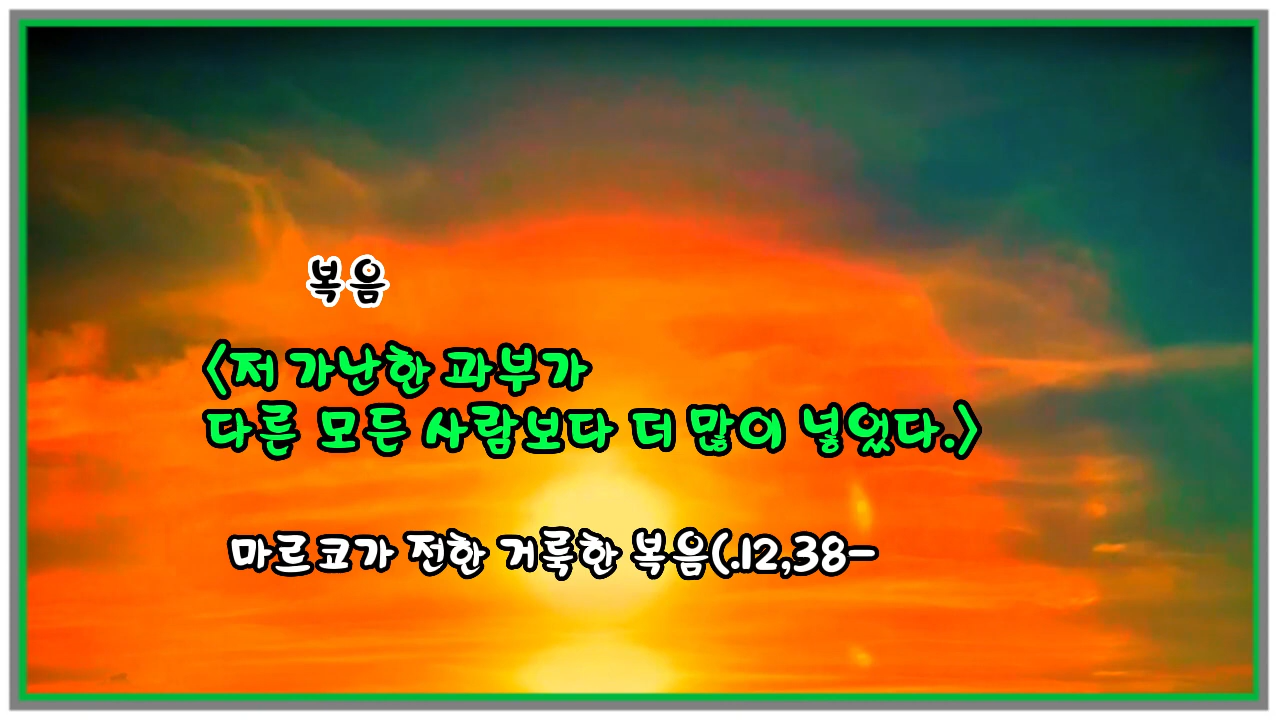 복음
<저 가난한 과부가
다른 모든 사람보다 더 많이 넣었다.>
마르코가 전한 거룩한 복음(.12,38-